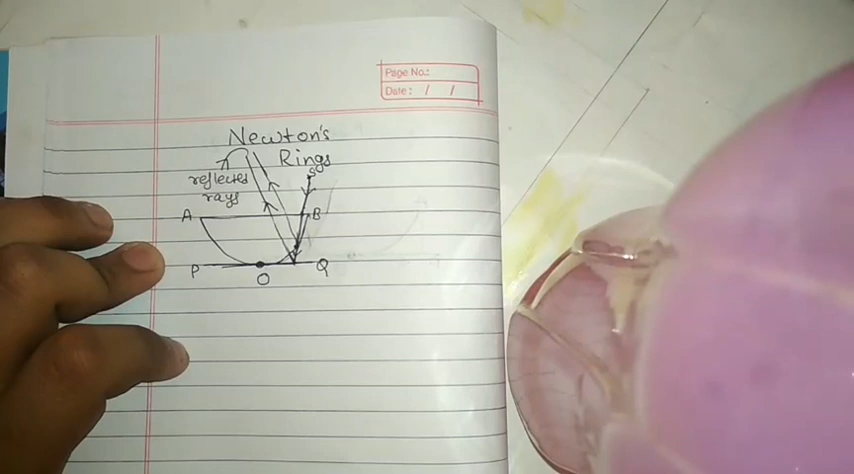 Page No.:
Date: / /
Newton's
Rings
S
reflected
rays
A B
P Q
O